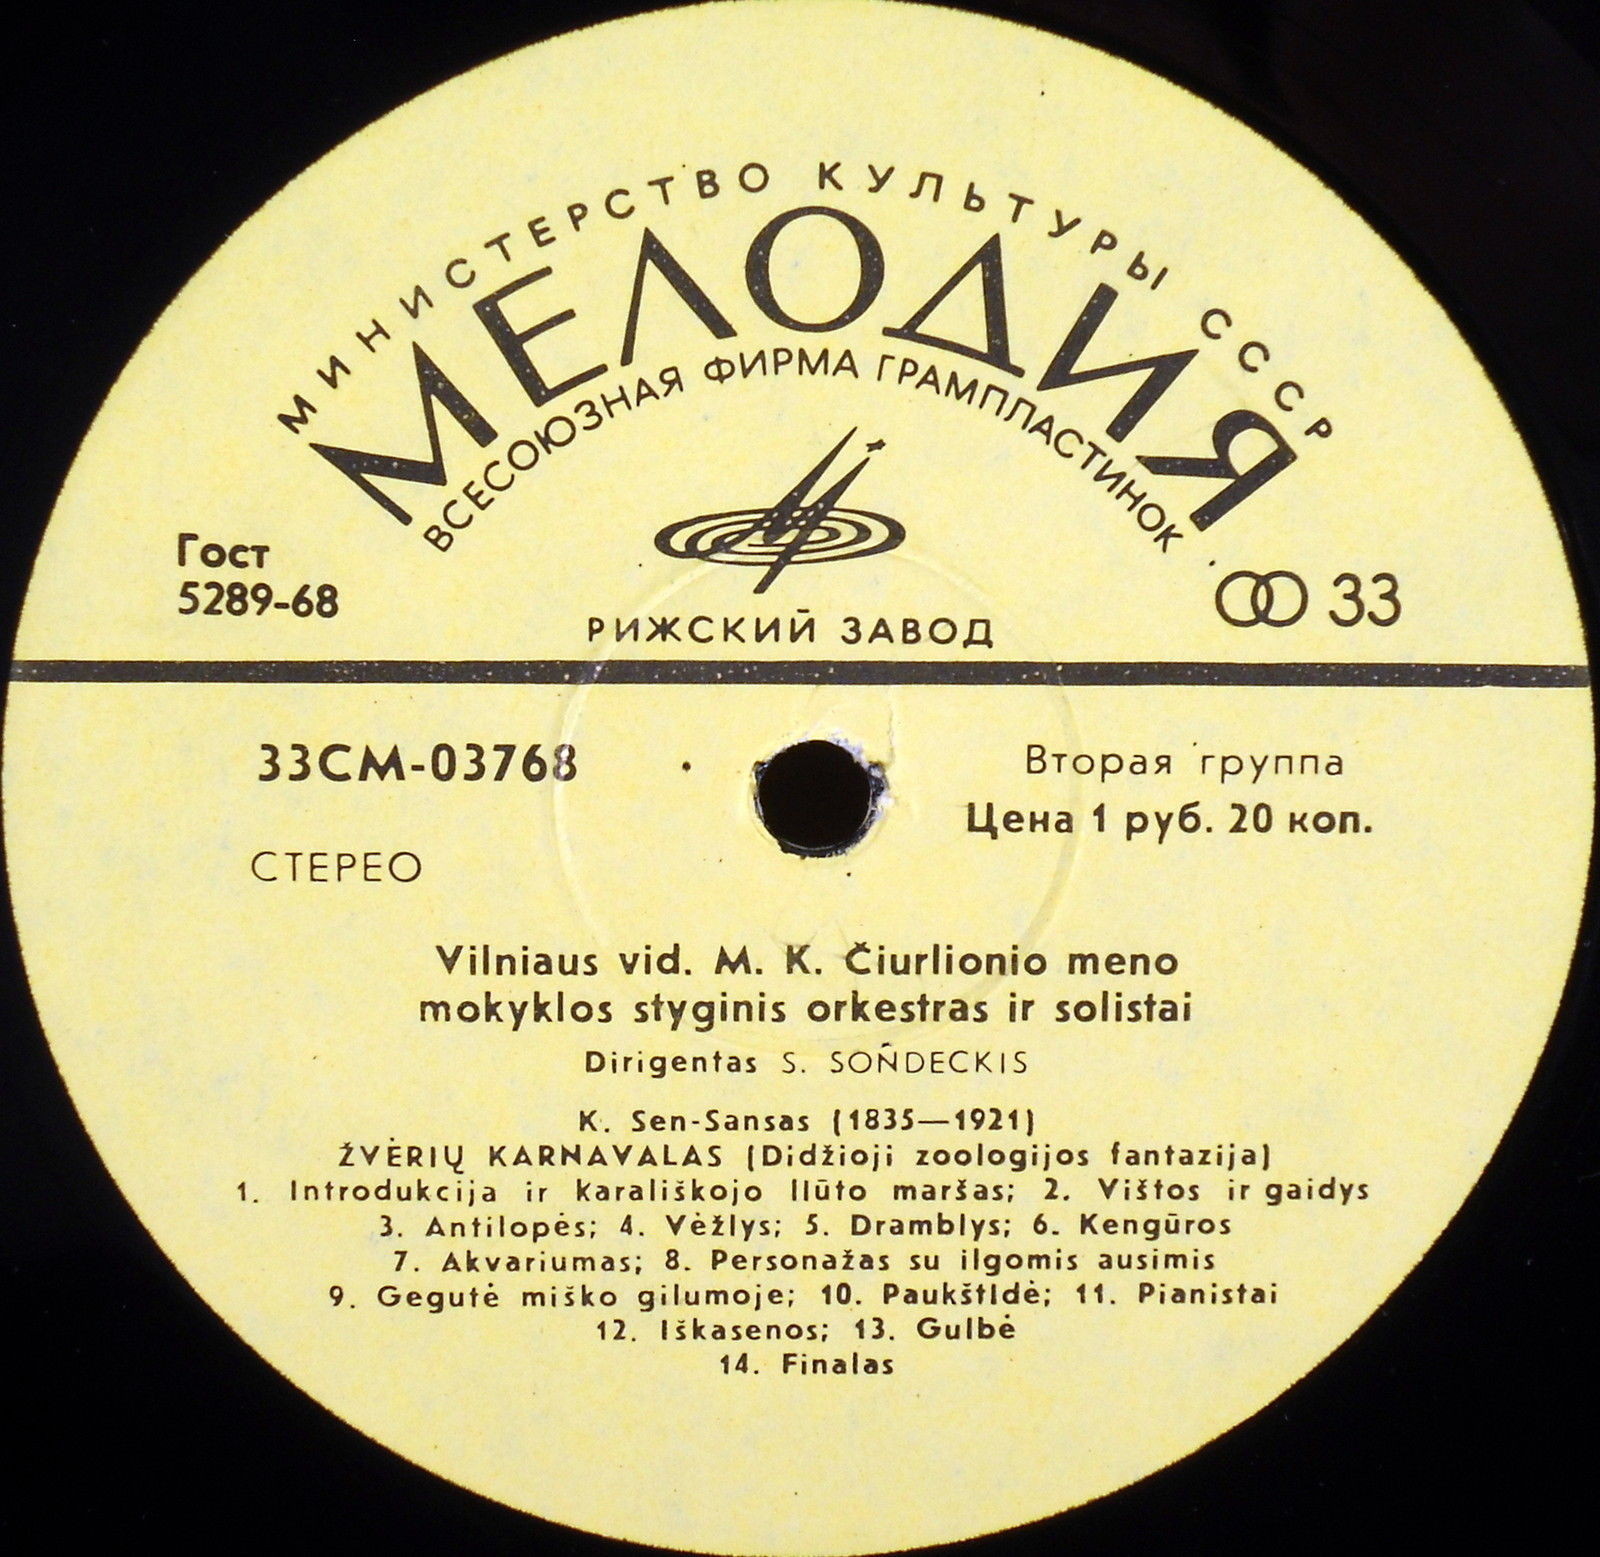 МИНИСТЕРСТВО КУЛЬТУРЫ СССР
МЕЛОДИЯ
ВСЕСОЮЗНАЯ ФИРМА ГРАМПЛАСТИНОК
Гост
5289-68
33
РИЖСКИЙ ЗАВОД
33СМ-03768
Вторая группа
Цена 1 руб. 20 коп.
СТЕРЕО
Vilniaus vid. M. K. Čiurlionio meno
mokyklos styginis orkestras ir solistai
Dirigentas S. SOÑDECKIS
K. Sen-Sansas (1835—1921)
ŽVĖRIŲ KARNAVALAS (Didžioji zoologijos fantazija)
1. Introdukcija ir karališkojo lIūto maršas; 2. Vištos ir gaidys
3. Antilopės; 4. Vėžlys; 5. Dramblys; 6. Kengūros
7. Akvariumas; 8. Personažas su ilgomis ausimis
9. Gegutė miško gilumoje; 10. Paukštidė; 11. Pianistai
12. Iškasenos; 13. Gulbė
14. Finalas